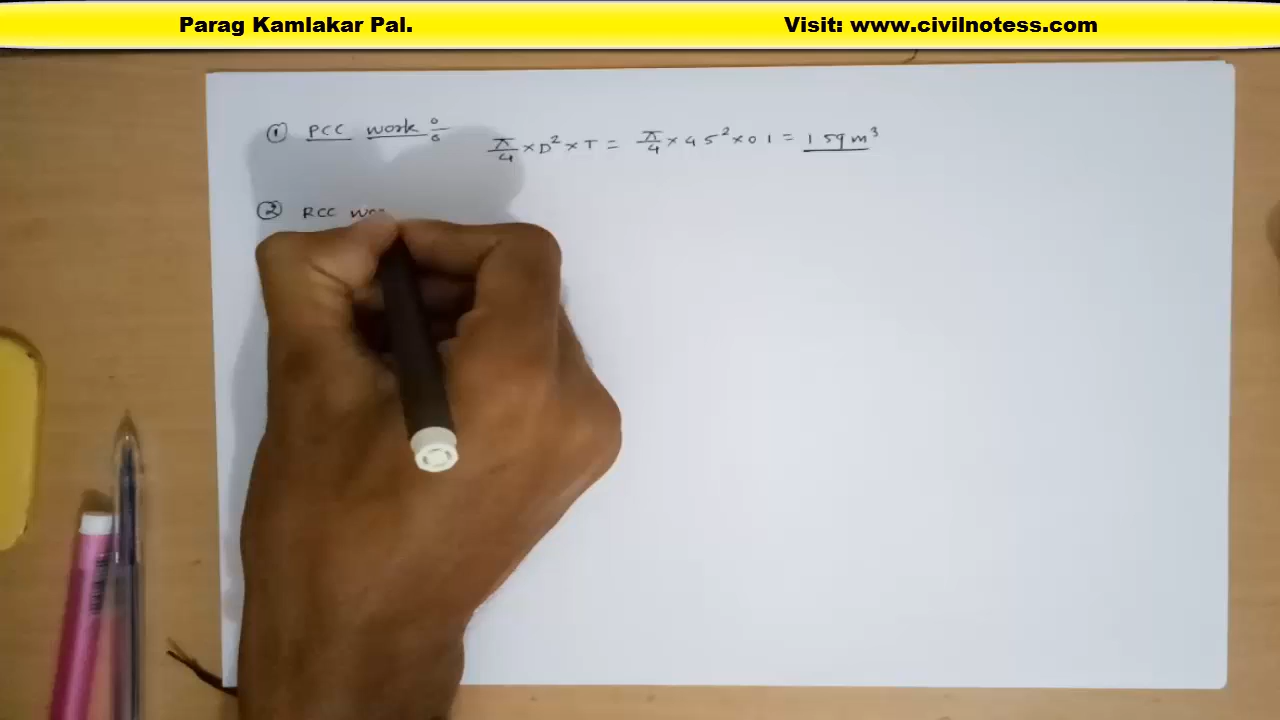 Parag Kamlakar Pal. Visit: www.civilnotess.com
① PCC work : π/4 × D² × T = π/4 × 4 5² × 0 1 = 1 59 m³
② RCC wor